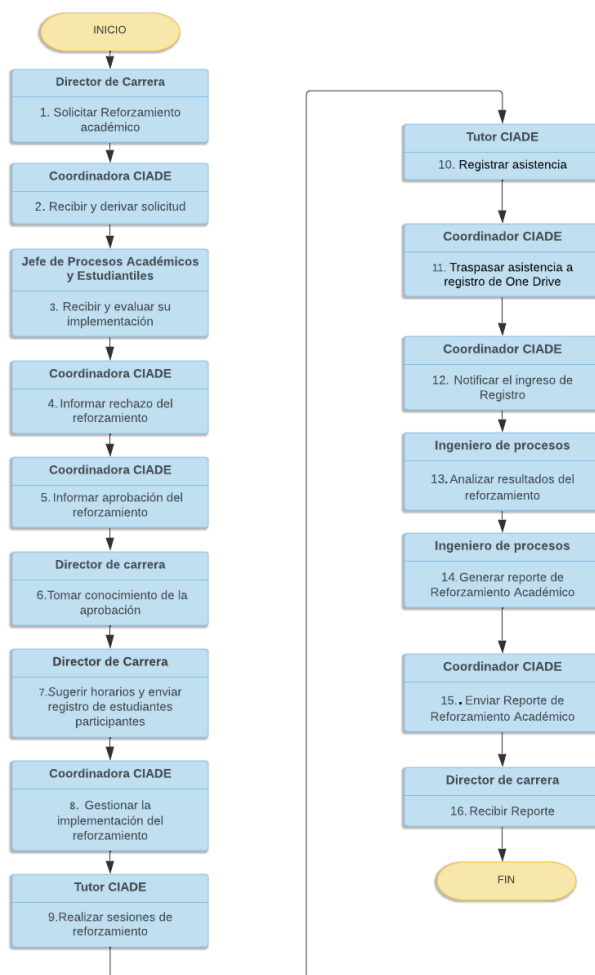 INICIO
Director de Carrera
1. Solicitar Reforzamiento
académico
Coordinadora CIADE
2. Recibir y derivar solicitud
Jefe de Procesos Académicos
y Estudiantiles
3. Recibir y evaluar su
implementación
Coordinadora CIADE
4. Informar rechazo del
reforzamiento
Coordinadora CIADE
5. Informar aprobación del
reforzamiento
Director de carrera
6.Tomar conocimiento de la
aprobación
Director de Carrera
7.Sugerir horarios y enviar
registro de estudiantes
participantes
Coordinadora CIADE
8. Gestionar la
implementación del
reforzamiento
Tutor CIADE
9.Realizar sesiones de
reforzamiento
Tutor CIADE
10. Registrar asistencia
Coordinador CIADE
11. Traspasar asistencia a
registro de One Drive
Coordinador CIADE
12. Notificar el ingreso de
Registro
Ingeniero de procesos
13.Analizar resultados del
reforzamiento
Ingeniero de procesos
14.Generar reporte de
Reforzamiento Académico
Coordinador CIADE
15.. Enviar Reporte de
Reforzamiento Académico
Director de carrera
16. Recibir Reporte
FIN